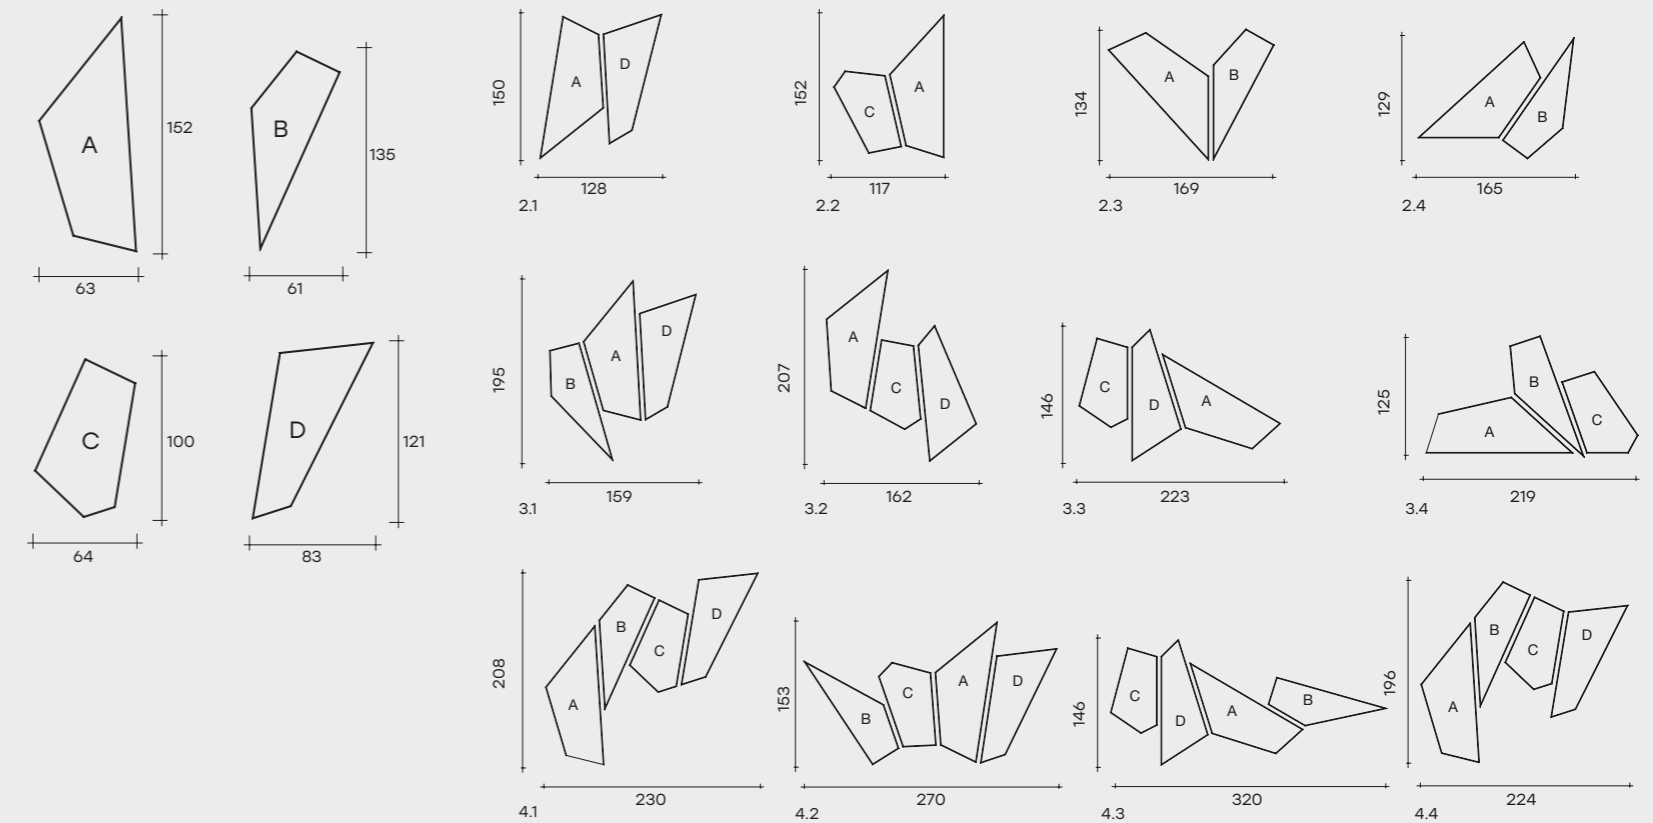 A
152
63
B
135
61
C
100
64
D
121
83
150
A
D
128
2.1
152
C
A
117
2.2
134
A
B
169
2.3
129
A
B
165
2.4
195
B
A
D
159
3.1
207
A
C
D
162
3.2
146
C
D
A
223
3.3
125
A
B
C
219
3.4
208
A
B
C
D
230
4.1
153
B
C
A
D
270
4.2
146
C
D
A
B
320
4.3
196
A
B
C
D
224
4.4